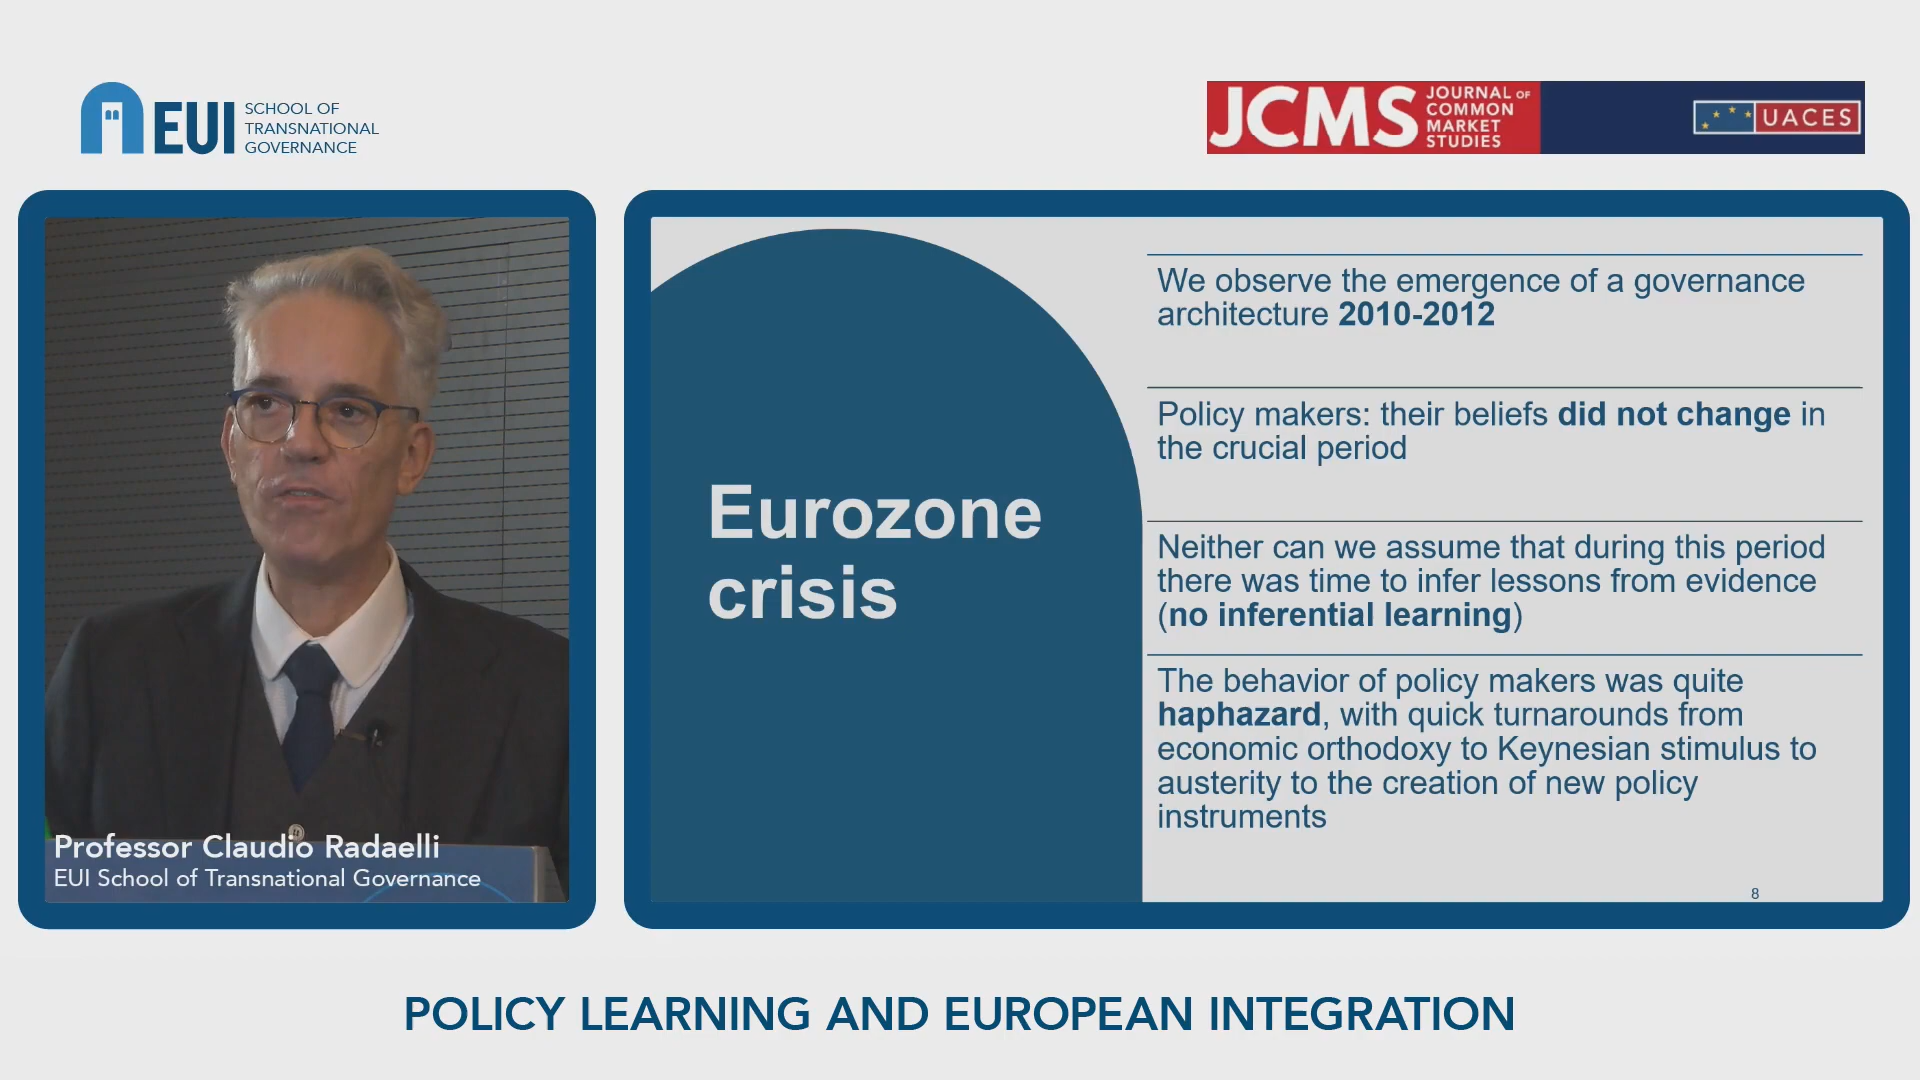 EUI
SCHOOL OF
TRANSNATIONAL
GOVERNANCE
JCMS
JOURNAL OF
COMMON
MARKET
STUDIES
UACES
Professor Claudio Radaelli
EUI School of Transnational Governance
Eurozone
crisis
We observe the emergence of a governance
architecture 2010-2012
Policy makers: their beliefs did not change in
the crucial period
Neither can we assume that during this period
there was time to infer lessons from evidence
(no inferential learning)
The behavior of policy makers was quite
haphazard, with quick turnarounds from
economic orthodoxy to Keynesian stimulus to
austerity to the creation of new policy
instruments
8
POLICY LEARNING AND EUROPEAN INTEGRATION